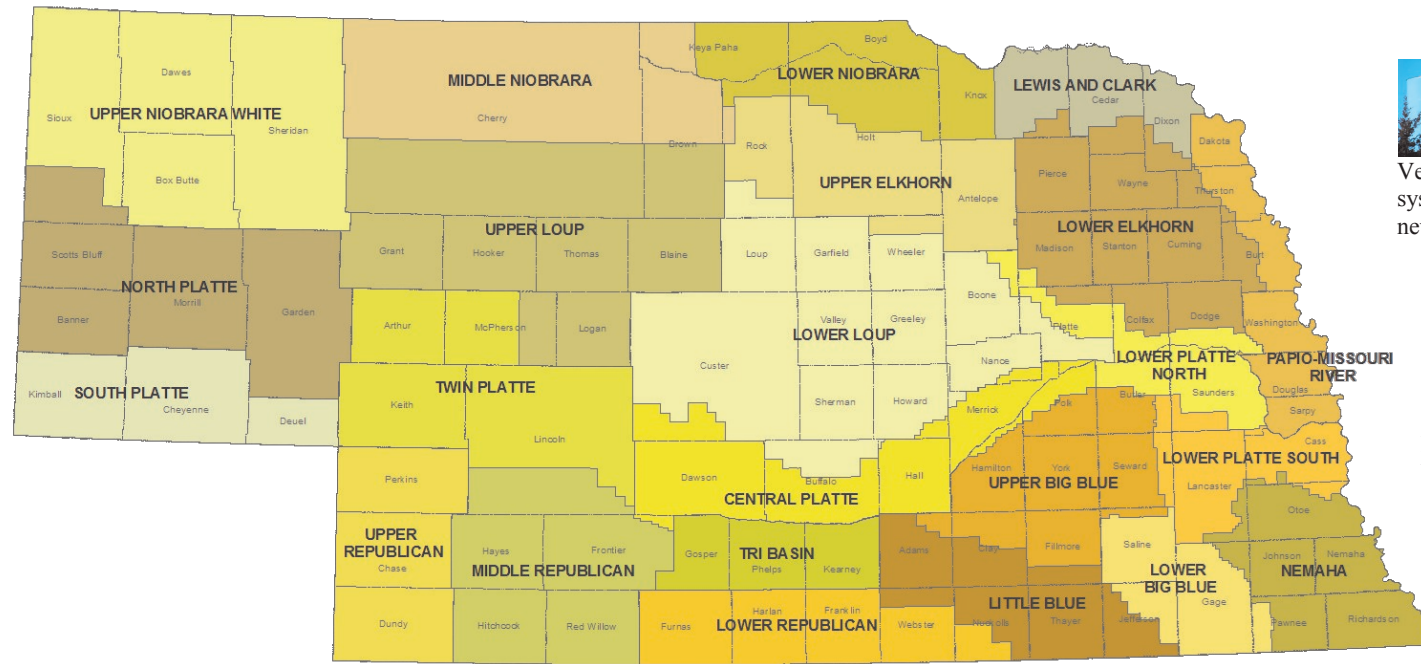 Keya Paha
Boyd
Dawes
MIDDLE NIOBRARA
LOWER NIOBRARA
LEWIS AND CLARK
Sioux
UPPER NIOBRARA WHITE
Sheridan
Cherry
Knox
Cedar
Dixon
Brown
Rock
Holt
Dakota
Box Butte
UPPER ELKHORN
Antelope
Pierce
Wayne
Thurston
Ve
sys
ne
UPPER LOUP
LOWER ELKHORN
Scotts Bluff
Grant
Hooker
Thomas
Blaine
Loup
Garfield
Wheeler
Madison
Stanton
Cuming
Burt
NORTH PLATTE
Morrill
Garden
Banner
Arthur
McPherson
Logan
Boone
Valley
Greeley
LOWER LOUP
Platte
Colfax
Dodge
Washington
Custer
Nance
LOWER PLATTE
NORTH
PAPIO-MISSOURI
RIVER
Kimball
SOUTH PLATTE
Cheyenne
Deuel
TWIN PLATTE
Keith
Lincoln
Sherman
Howard
Merrick
Polk
Butler
Saunders
Douglas
Sarpy
Cass
Perkins
Dawson
Buffalo
CENTRAL PLATTE
Hall
Hamilton
York
Seward
UPPER BIG BLUE
LOWER PLATTE SOUTH
Lancaster
Otoe
UPPER
REPUBLICAN
Chase
Hayes
Frontier
MIDDLE REPUBLICAN
Gosper
TRI BASIN
Phelps
Kearney
Adams
Clay
Fillmore
Saline
LOWER
BIG BLUE
Johnson
Nemaha
NEMAHA
Dundy
Hitchcock
Red Willow
Furnas
Harlan
Franklin
LOWER REPUBLICAN
Webster
Nuckolls
LITTLE BLUE
Thayer
Jefferson
Gage
Pawnee
Richardson